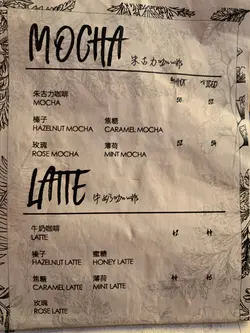 MOCHA
朱古力咖啡
HOT ICED
朱古力咖啡
MOCHA
榛子 焦糖
HAZELNUT MOCHA CARAMEL MOCHA
玫瑰 薄荷
ROSE MOCHA MINT MOCHA
LATTE
牛奶咖啡
牛奶咖啡
LATTE
榛子 蜜糖
HAZELNUT LATTE HONEY LATTE
焦糖 薄荷
CARAMEL LATTE MINT LATTE
玫瑰
ROSE LATTE